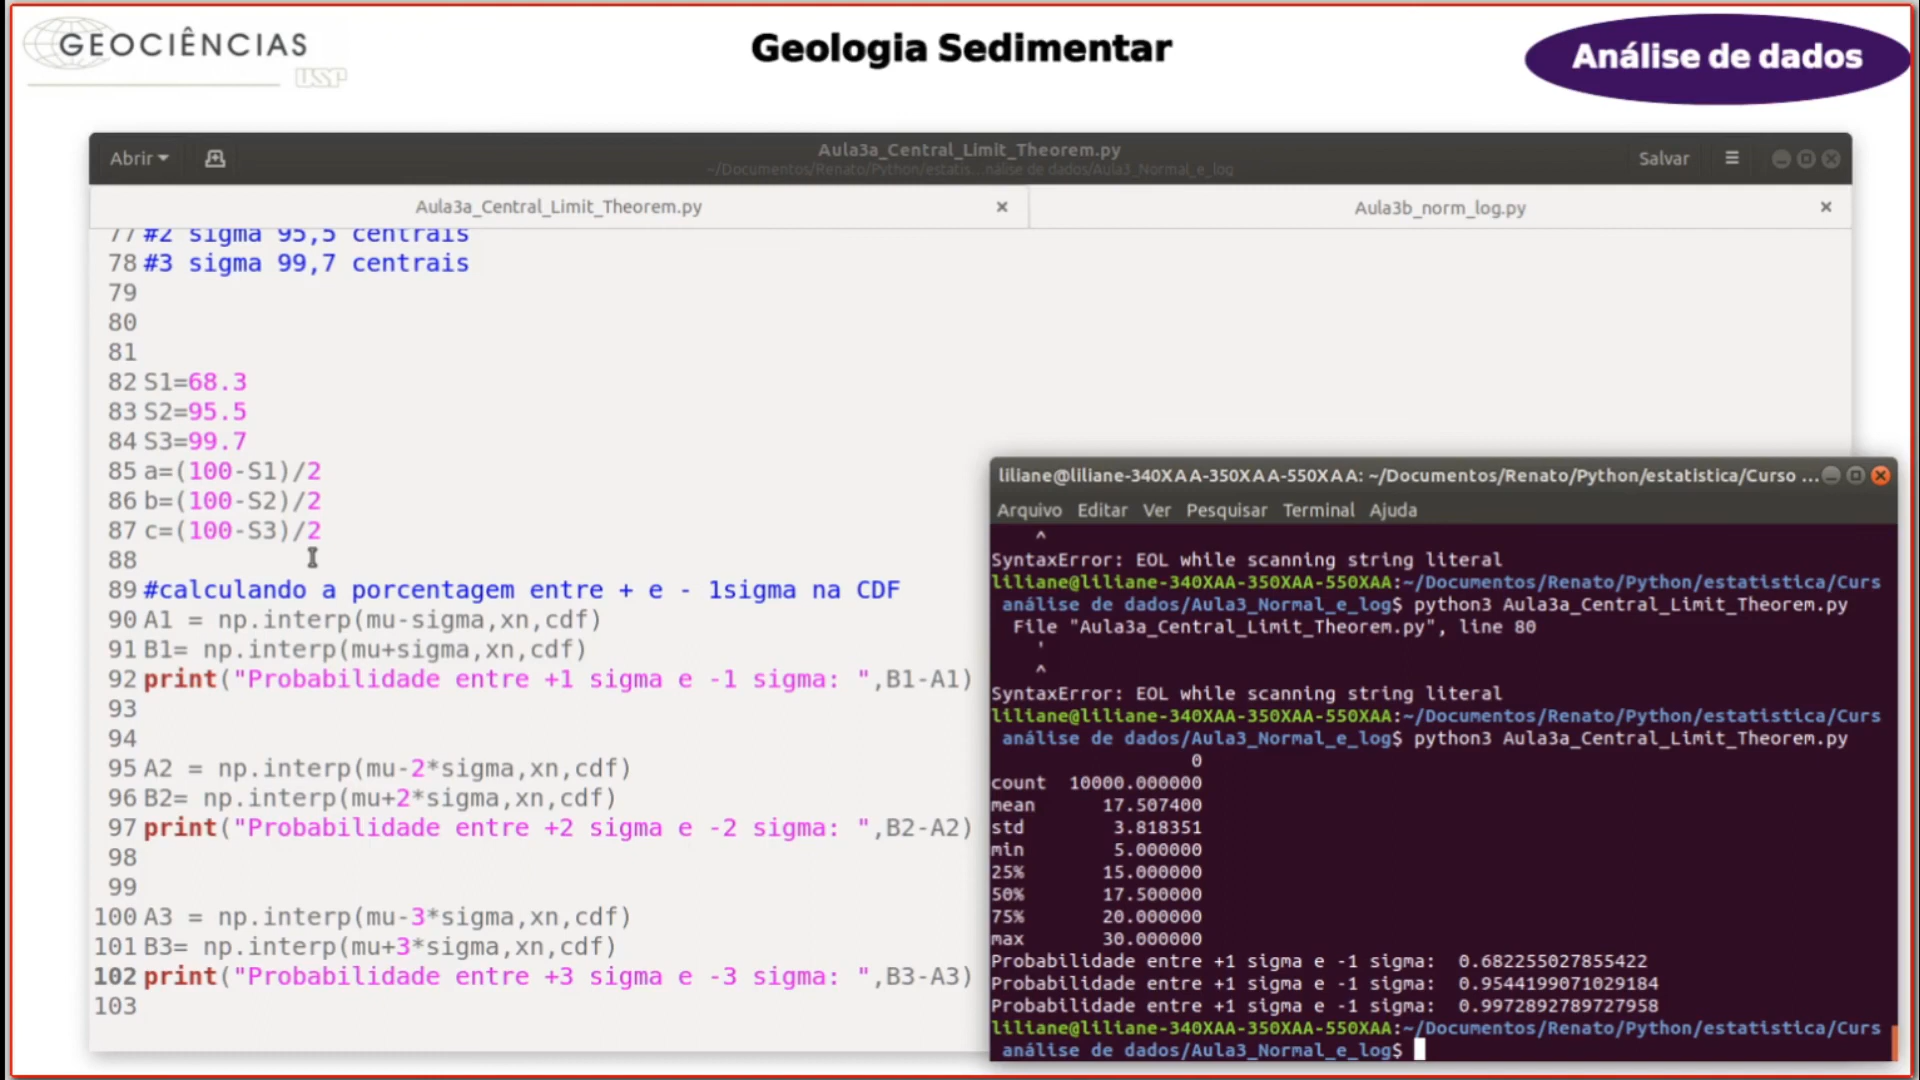 GEOCIÊNCIAS
USP
Geologia Sedimentar
Análise de dados
Abrir
Aula3a_Central_Limit_Theorem.py
~/Documentos/Renato/Python/estatis...nálise de dados/Aula3_Normal_e_log
Salvar
Aula3a_Central_Limit_Theorem.py
Aula3b_norm_log.py
77 #2 sigma 95,5 centrais
78 #3 sigma 99,7 centrais
79
80
81
82 S1=68.3
83 S2=95.5
84 S3=99.7
85 a=(100-S1)/2
86 b=(100-S2)/2
87 c=(100-S3)/2
88
89 #calculando a porcentagem entre + e - 1sigma na CDF
90 A1 = np.interp(mu-sigma,xn,cdf)
91 B1= np.interp(mu+sigma,xn,cdf)
92 print("Probabilidade entre +1 sigma e -1 sigma: ",B1-A1)
93
94
95 A2 = np.interp(mu-2*sigma,xn,cdf)
96 B2= np.interp(mu+2*sigma,xn,cdf)
97 print("Probabilidade entre +2 sigma e -2 sigma: ",B2-A2)
98
99
100 A3 = np.interp(mu-3*sigma,xn,cdf)
101 B3= np.interp(mu+3*sigma,xn,cdf)
102 print("Probabilidade entre +3 sigma e -3 sigma: ",B3-A3)
103
liliane@liliane-340XAA-350XAA-550XAA: ~/Documentos/Renato/Python/estatistica/Curso ...
Arquivo Editar Ver Pesquisar Terminal Ajuda
^
SyntaxError: EOL while scanning string literal
liliane@liliane-340XAA-350XAA-550XAA:~/Documentos/Renato/Python/estatistica/Curs
análise de dados/Aula3_Normal_e_log$ python3 Aula3a_Central_Limit_Theorem.py
File "Aula3a_Central_Limit_Theorem.py", line 80
'
^
SyntaxError: EOL while scanning string literal
liliane@liliane-340XAA-350XAA-550XAA:~/Documentos/Renato/Python/estatistica/Curs
análise de dados/Aula3_Normal_e_log$ python3 Aula3a_Central_Limit_Theorem.py
0
count 10000.000000
mean 17.507400
std 3.818351
min 5.000000
25% 15.000000
50% 17.500000
75% 20.000000
max 30.000000
Probabilidade entre +1 sigma e -1 sigma: 0.682255027855422
Probabilidade entre +1 sigma e -1 sigma: 0.9544199071029184
Probabilidade entre +1 sigma e -1 sigma: 0.9972892789727958
liliane@liliane-340XAA-350XAA-550XAA:~/Documentos/Renato/Python/estatistica/Curs
análise de dados/Aula3_Normal_e_log$